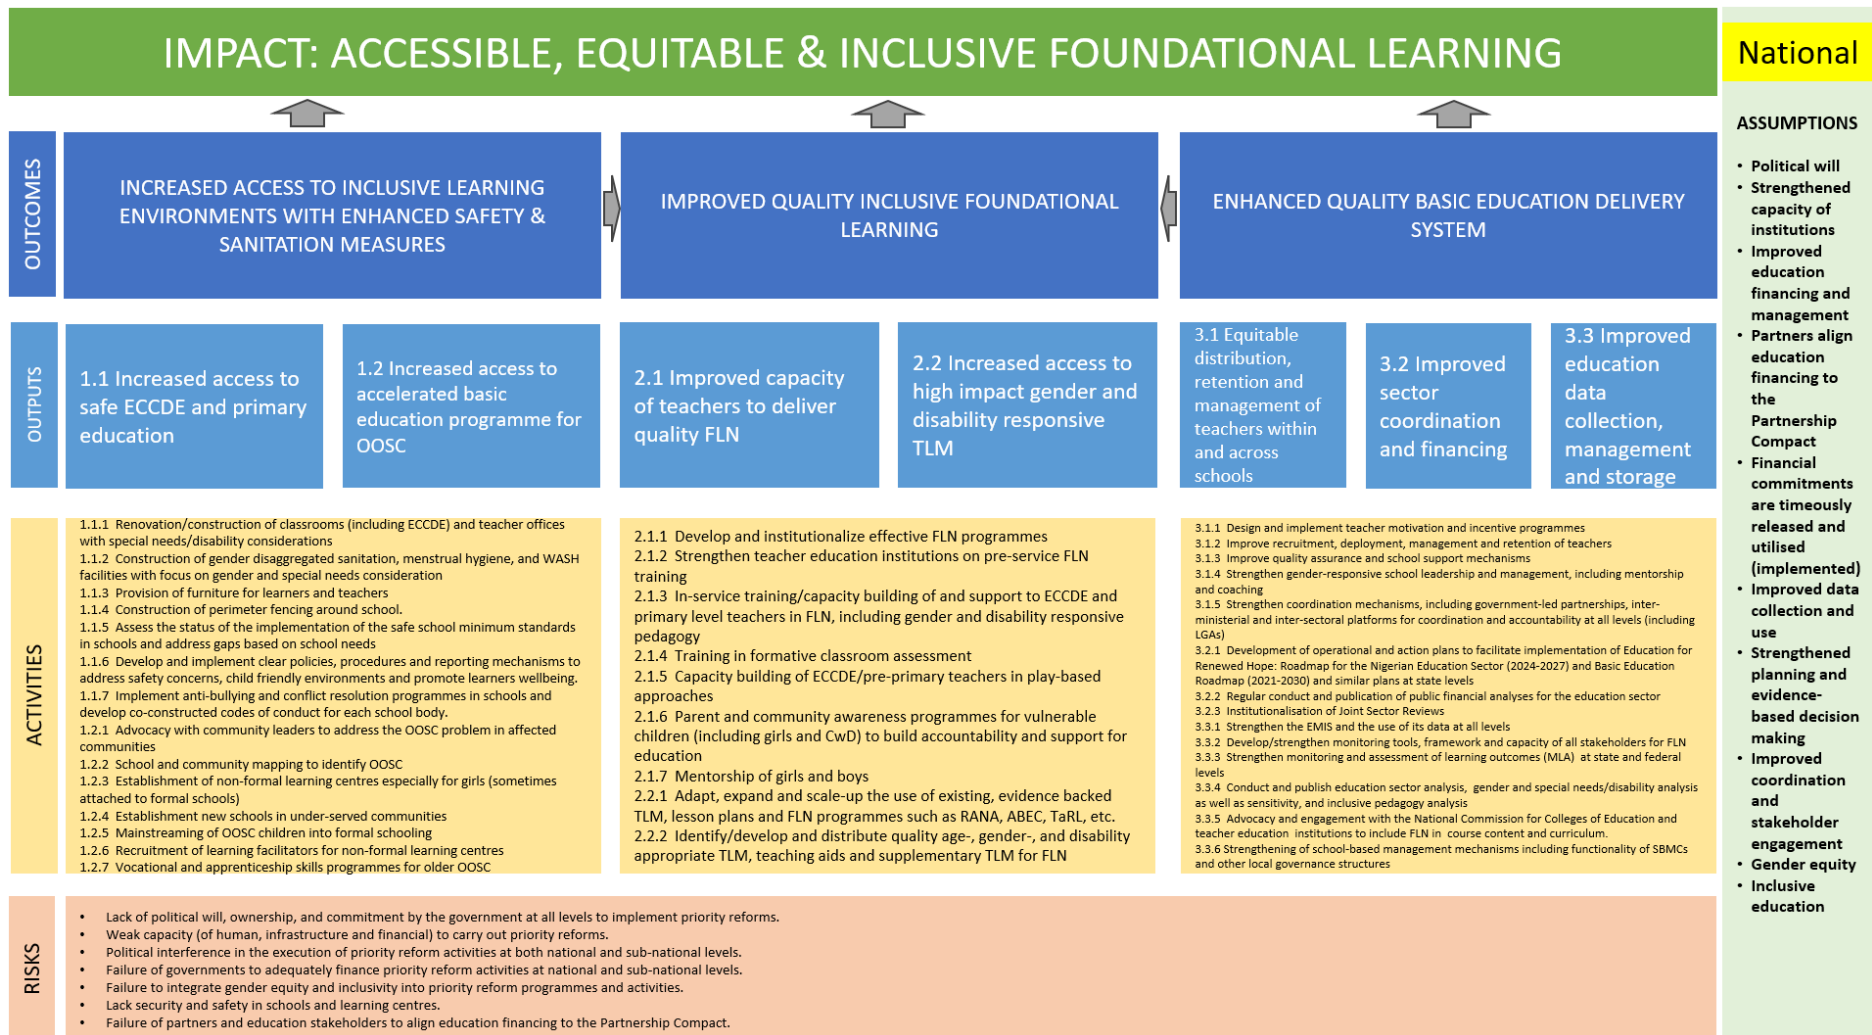 IMPACT: ACCESSIBLE, EQUITABLE & INCLUSIVE FOUNDATIONAL LEARNING
OUTCOMES
INCREASED ACCESS TO INCLUSIVE LEARNING
ENVIRONMENTS WITH ENHANCED SAFETY &
SANITATION MEASURES
IMPROVED QUALITY INCLUSIVE FOUNDATIONAL
LEARNING
ENHANCED QUALITY BASIC EDUCATION DELIVERY
SYSTEM
OUTPUTS
1.1 Increased access to
safe ECCDE and primary
education
1.2 Increased access to
accelerated basic
education programme for
OOSC
2.1 Improved capacity
of teachers to deliver
quality FLN
2.2 Increased access to
high impact gender and
disability responsive
TLM
3.1 Equitable
distribution,
retention and
management of
teachers within
and across
schools
3.2 Improved
sector
coordination
and financing
3.3 Improved
education
data
collection,
management
and storage
ACTIVITIES
1.1.1 Renovation/construction of classrooms (including ECCDE) and teacher offices
with special needs/disability considerations
1.1.2 Construction of gender disaggregated sanitation, menstrual hygiene, and WASH
facilities with focus on gender and special needs consideration
1.1.3 Provision of furniture for learners and teachers
1.1.4 Construction of perimeter fencing around school.
1.1.5 Assess the status of the implementation of the safe school minimum standards
in schools and address gaps based on school needs
1.1.6 Develop and implement clear policies, procedures and reporting mechanisms to
address safety concerns, child friendly environments and promote learners wellbeing.
1.1.7 Implement anti-bullying and conflict resolution programmes in schools and
develop co-constructed codes of conduct for each school body.
1.2.1 Advocacy with community leaders to address the OOSC problem in affected
communities
1.2.2 School and community mapping to identify OOSC
1.2.3 Establishment of non-formal learning centres especially for girls (sometimes
attached to formal schools)
1.2.4 Establishment new schools in under-served communities
1.2.5 Mainstreaming of OOSC children into formal schooling
1.2.6 Recruitment of learning facilitators for non-formal learning centres
1.2.7 Vocational and apprenticeship skills programmes for older OOSC
2.1.1 Develop and institutionalize effective FLN programmes
2.1.2 Strengthen teacher education institutions on pre-service FLN
training
2.1.3 In-service training/capacity building of and support to ECCDE and
primary level teachers in FLN, including gender and disability responsive
pedagogy
2.1.4 Training in formative classroom assessment
2.1.5 Capacity building of ECCDE/pre-primary teachers in play-based
approaches
2.1.6 Parent and community awareness programmes for vulnerable
children (including girls and CwD) to build accountability and support for
education
2.1.7 Mentorship of girls and boys
2.2.1 Adapt, expand and scale-up the use of existing, evidence backed
TLM, lesson plans and FLN programmes such as RANA, ABEC, TaRL, etc.
2.2.2 Identify/develop and distribute quality age-, gender-, and disability
appropriate TLM, teaching aids and supplementary TLM for FLN
3.1.1 Design and implement teacher motivation and incentive programmes
3.1.2 Improve recruitment, deployment, management and retention of teachers
3.1.3 Improve quality assurance and school support mechanisms
3.1.4 Strengthen gender-responsive school leadership and management, including mentorship
and coaching
3.1.5 Strengthen coordination mechanisms, including government-led partnerships, inter-
ministerial and inter-sectoral platforms for coordination and accountability at all levels (including
LGAs)
3.2.1 Development of operational and action plans to facilitate implementation of Education for
Renewed Hope: Roadmap for the Nigerian Education Sector (2024-2027) and Basic Education
Roadmap (2021-2030) and similar plans at state levels
3.2.2 Regular conduct and publication of public financial analyses for the education sector
3.2.3 Institutionalisation of Joint Sector Reviews
3.3.1 Strengthen the EMIS and the use of its data at all levels
3.3.2 Develop/strengthen monitoring tools, framework and capacity of all stakeholders for FLN
3.3.3 Strengthen monitoring and assessment of learning outcomes (MLA) at state and federal
levels
3.3.4 Conduct and publish education sector analysis, gender and special needs/disability analysis
as well as sensitivity, and inclusive pedagogy analysis
3.3.5 Advocacy and engagement with the National Commission for Colleges of Education and
teacher education institutions to include FLN in course content and curriculum.
3.3.6 Strengthening of school-based management mechanisms including functionality of SBMCs
and other local governance structures
RISKS
• Lack of political will, ownership, and commitment by the government at all levels to implement priority reforms.
• Weak capacity (of human, infrastructure and financial) to carry out priority reforms.
• Political interference in the execution of priority reform activities at both national and sub-national levels.
• Failure of governments to adequately finance priority reform activities at national and sub-national levels.
• Failure to integrate gender equity and inclusivity into priority reform programmes and activities.
• Lack security and safety in schools and learning centres.
• Failure of partners and education stakeholders to align education financing to the Partnership Compact.
National
ASSUMPTIONS
• Political will
• Strengthened
capacity of
institutions
• Improved
education
financing and
management
• Partners align
education
financing to
the
Partnership
Compact
• Financial
commitments
are timeously
released and
utilised
(implemented)
• Improved data
collection and
use
• Strengthened
planning and
evidence-
based decision
making
• Improved
coordination
and
stakeholder
engagement
• Gender equity
• Inclusive
education